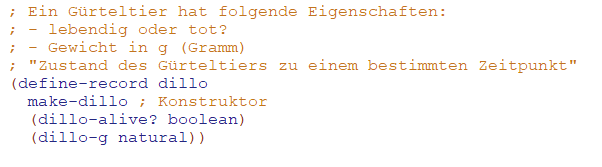 ; Ein Gürteltier hat folgende Eigenschaften:
; - lebendig oder tot?
; - Gewicht in g (Gramm)
; "Zustand des Gürteltiers zu einem bestimmten Zeitpunkt"
(define-record dillo
  make-dillo ; Konstruktor
  (dillo-alive? boolean)
  (dillo-g natural))